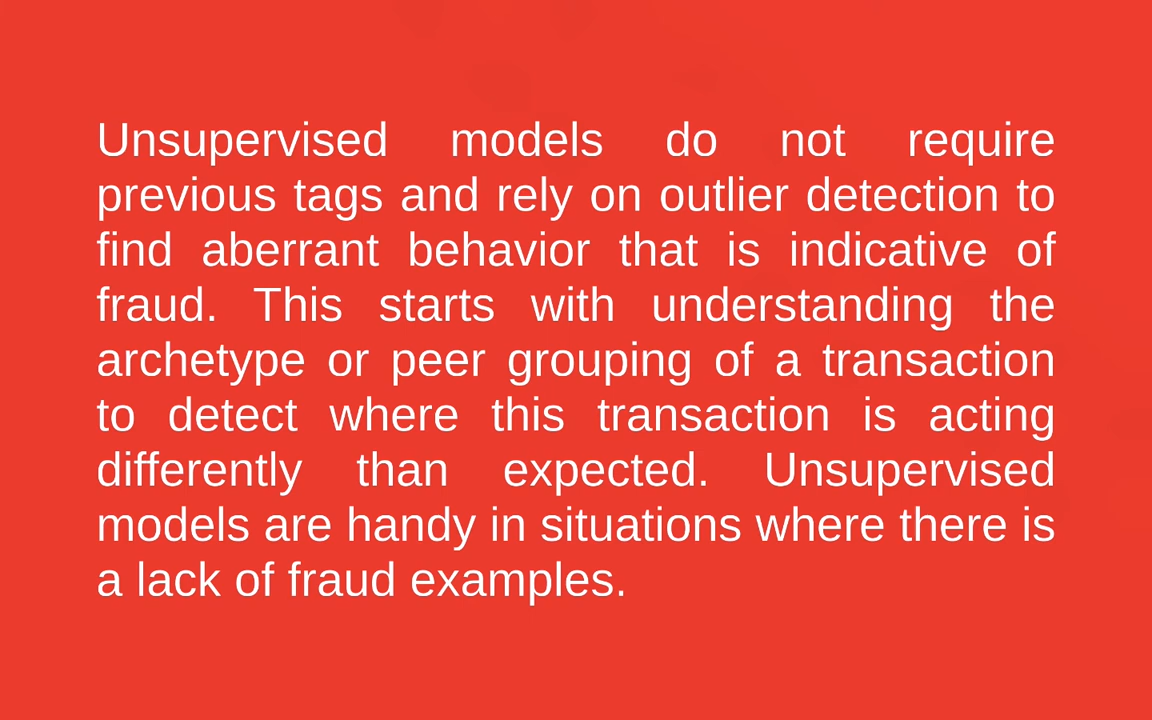 Unsupervised models do not require
previous tags and rely on outlier detection to
find aberrant behavior that is indicative of
fraud. This starts with understanding the
archetype or peer grouping of a transaction
to detect where this transaction is acting
differently than expected. Unsupervised
models are handy in situations where there is
a lack of fraud examples.